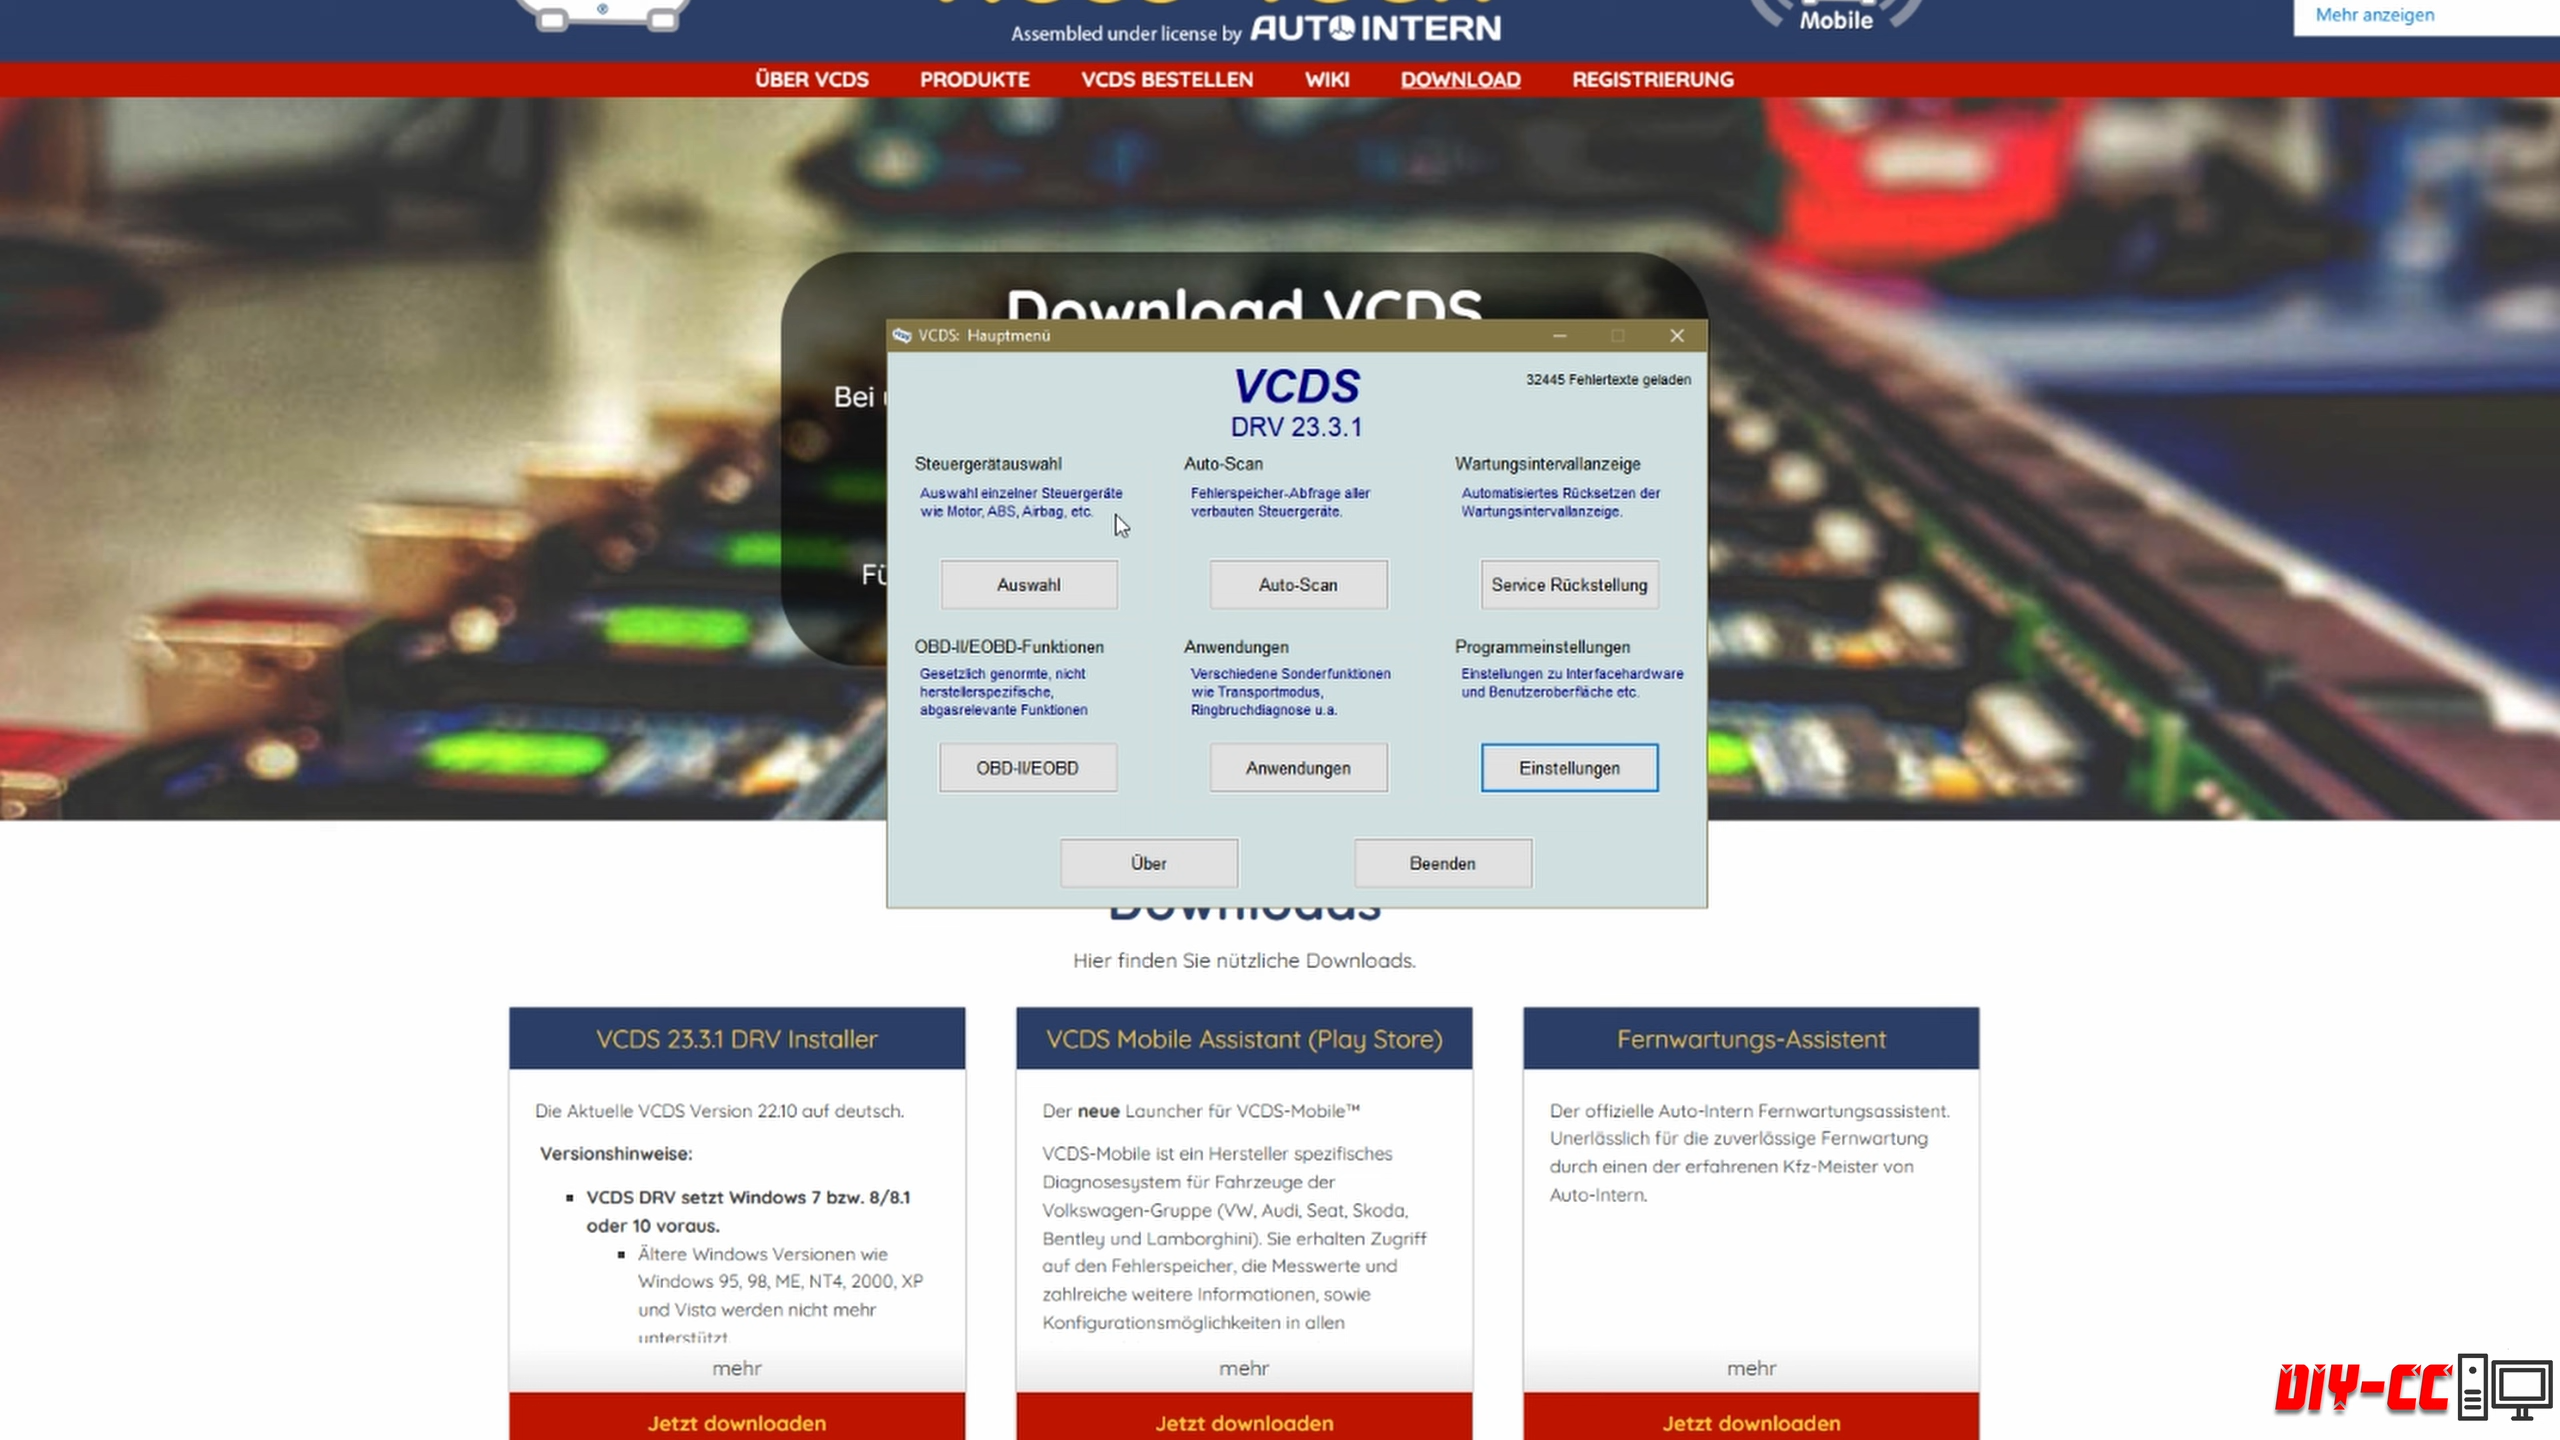 Assembled under license by AUTO INTERN
Mobile
Mehr anzeigen
ÜBER VCDS PRODUKTE VCDS BESTELLEN WIKI DOWNLOAD REGISTRIERUNG
Download VCDS
Bei
VCDS: Hauptmenü
VCDS
DRV 23.3.1
32445 Fehlertexte geladen
Steuergerätauswahl
Auswahl einzelner Steuergeräte
wie Motor, ABS, Airbag, etc.
Auswahl
Auto-Scan
Fehlerspeicher-Abfrage aller
verbauten Steuergeräte.
Auto-Scan
Wartungsintervallanzeige
Automatisiertes Rücksetzen der
Wartungsintervallanzeige.
Service Rückstellung
OBD-II/EOBD-Funktionen
Gesetzlich genormte, nicht
herstellerspezifische,
abgasrelevante Funktionen
OBD-II/EOBD
Anwendungen
Verschiedene Sonderfunktionen
wie Transportmodus,
Ringbruchdiagnose u.a.
Anwendungen
Programmeinstellungen
Einstellungen zu Interfacehardware
und Benutzeroberfläche etc.
Einstellungen
Über
Beenden
Downloads
Hier finden Sie nützliche Downloads.
VCDS 23.3.1 DRV Installer
Die Aktuelle VCDS Version 22.10 auf deutsch.
Versionshinweise:
▪ VCDS DRV setzt Windows 7 bzw. 8/8.1
oder 10 voraus.
▪ Ältere Windows Versionen wie
Windows 95, 98, ME, NT4, 2000, XP
und Vista werden nicht mehr
unterstützt
mehr
Jetzt downloaden
VCDS Mobile Assistant (Play Store)
Der neue Launcher für VCDS-Mobile™
VCDS-Mobile ist ein Hersteller spezifisches
Diagnosesystem für Fahrzeuge der
Volkswagen-Gruppe (VW, Audi, Seat, Skoda,
Bentley und Lamborghini). Sie erhalten Zugriff
auf den Fehlerspeicher, die Messwerte und
zahlreiche weitere Informationen, sowie
Konfigurationsmöglichkeiten in allen
mehr
Jetzt downloaden
Fernwartungs-Assistent
Der offizielle Auto-Intern Fernwartungsassistent.
Unerlässlich für die zuverlässige Fernwartung
durch einen der erfahrenen Kfz-Meister von
Auto-Intern.
mehr
Jetzt downloaden
DIY-CC